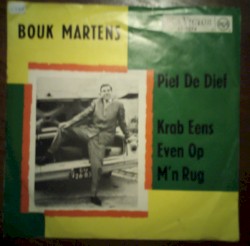 BOUK MARTENS
Piet De Dief
Krab Eens
Even Op
M'n Rug